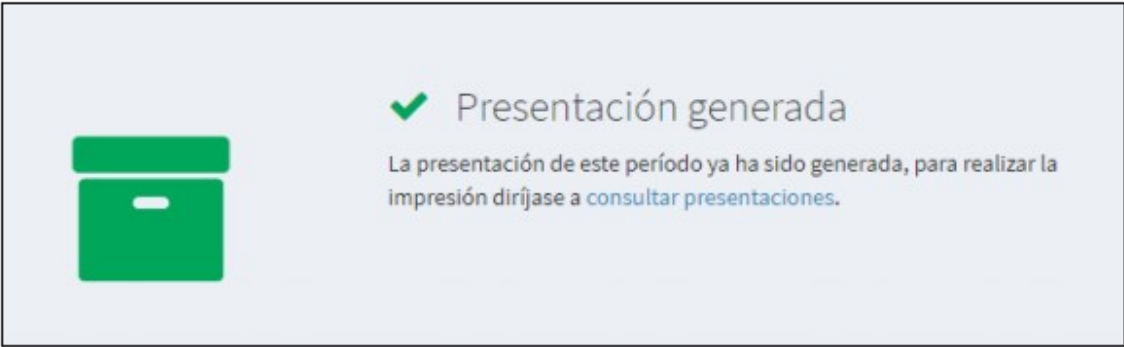 Presentación generada
La presentación de este período ya ha sido generada, para realizar la
impresión diríjase a consultar presentaciones.